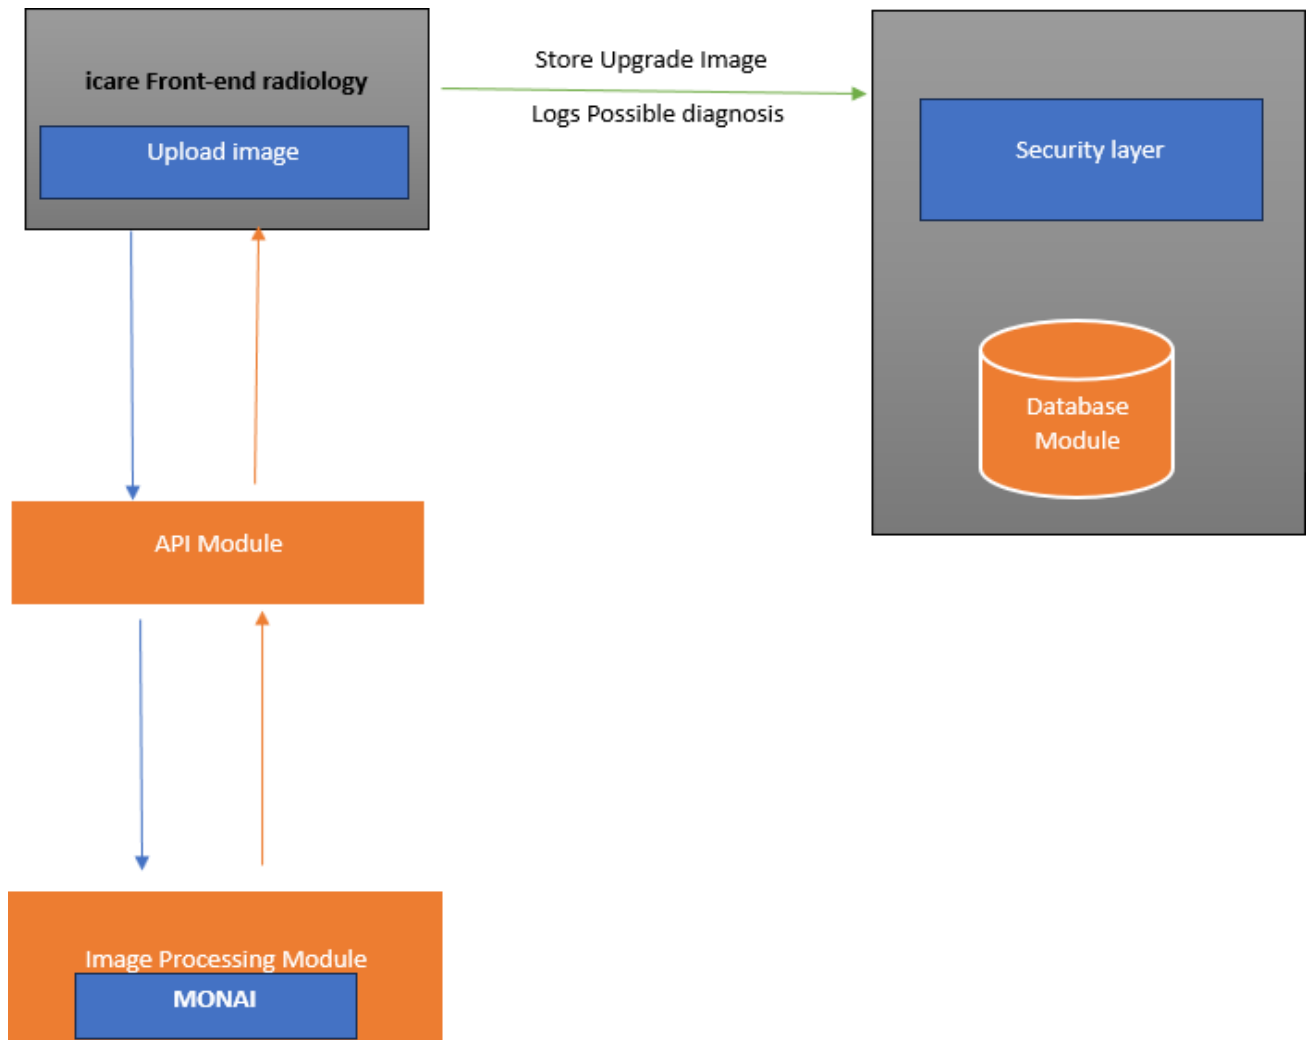 icare Front-end radiology
Upload image
Store Upgrade Image
Logs Possible diagnosis
Security layer
Database
Module
API Module
Image Processing Module
MONAI